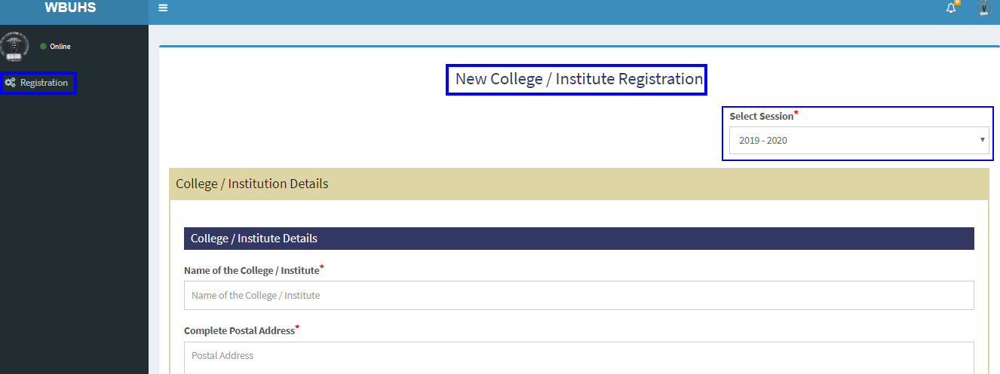 WBUHS
0
Online
Registration
New College / Institute Registration
Select Session*
2019 - 2020
College / Institution Details
College / Institute Details
Name of the College / Institute*
Name of the College / Institute
Complete Postal Address*
Postal Address